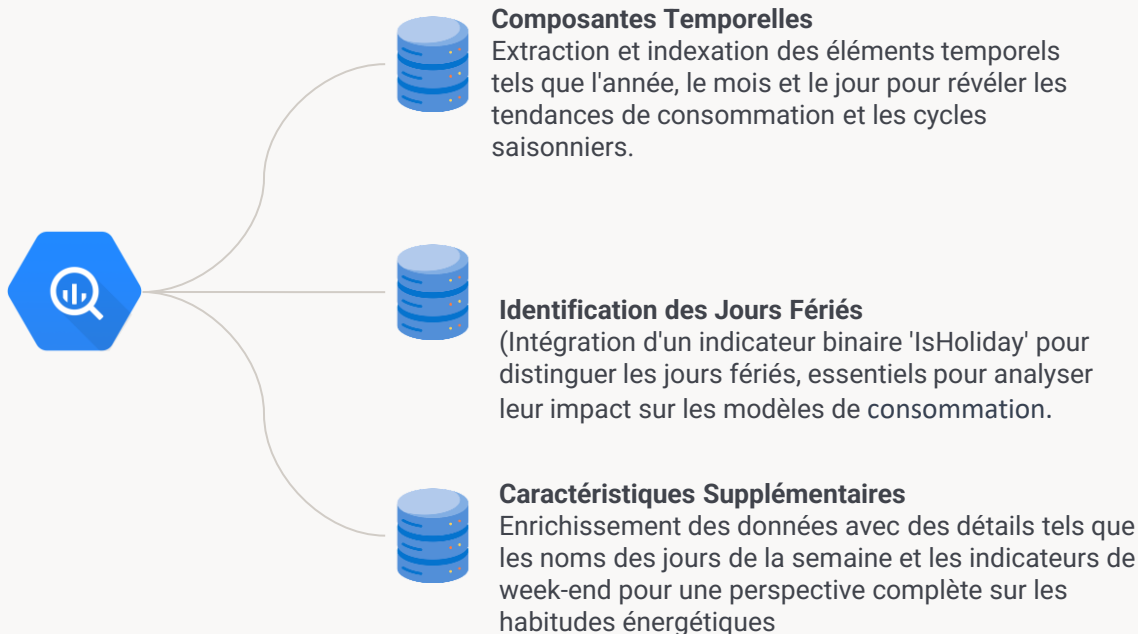 Composantes Temporelles
Extraction et indexation des éléments temporels
tels que l'année, le mois et le jour pour révéler les
tendances de consommation et les cycles
saisonniers.
Identification des Jours Fériés
(Intégration d'un indicateur binaire 'IsHoliday' pour
distinguer les jours fériés, essentiels pour analyser
leur impact sur les modèles de consommation.
Caractéristiques Supplémentaires
Enrichissement des données avec des détails tels que
les noms des jours de la semaine et les indicateurs de
week-end pour une perspective complète sur les
habitudes énergétiques